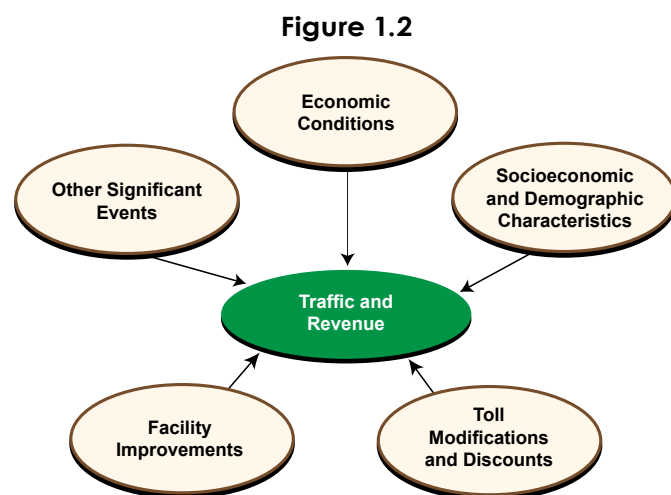 Figure 1.2
Economic
Conditions
Other Significant
Events
Socioeconomic
and Demographic
Characteristics
Traffic and
Revenue
Facility
Improvements
Toll
Modifications
and Discounts